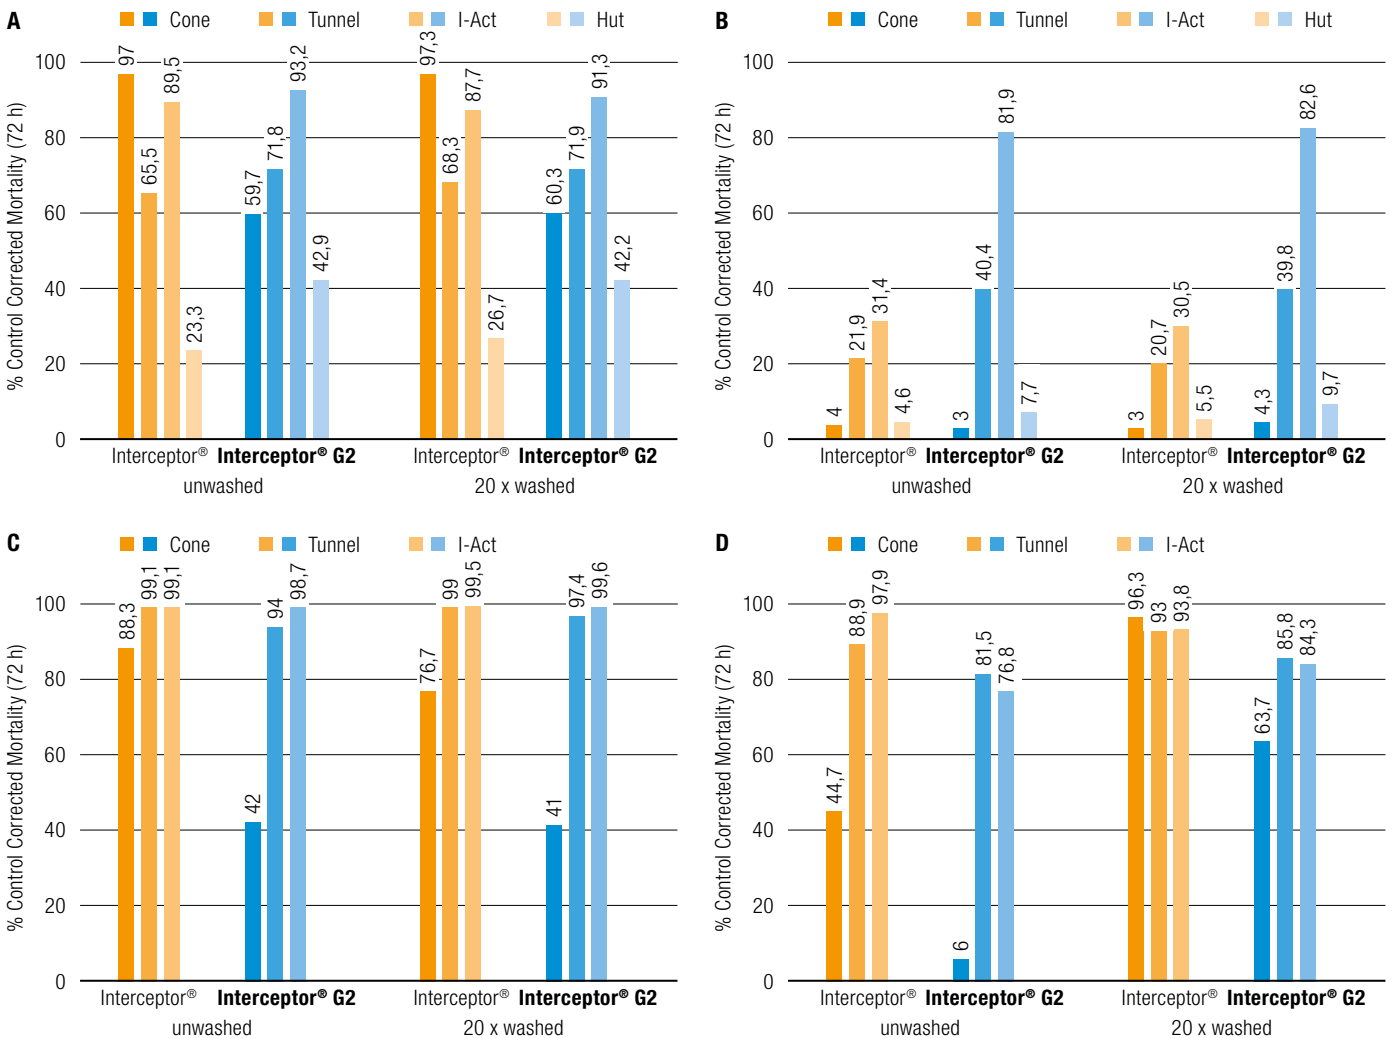 A
Cone Tunnel I-Act Hut
% Control Corrected Mortality (72 h)
100
80
60
40
20
0
97 65,5 89,5 23,3 59,7 71,8 93,2 42,9 97,3 68,3 87,7 26,7 60,3 71,9 91,3 42,2
Interceptor® Interceptor® G2 Interceptor® Interceptor® G2
unwashed 20 x washed
B
Cone Tunnel I-Act Hut
% Control Corrected Mortality (72 h)
100
80
60
40
20
0
4 21,9 31,4 4,6 3 40,4 81,9 7,7 3 20,7 30,5 5,5 4,3 39,8 82,6 9,7
Interceptor® Interceptor® G2 Interceptor® Interceptor® G2
unwashed 20 x washed
C
Cone Tunnel I-Act
% Control Corrected Mortality (72 h)
100
80
60
40
20
0
88,3 99,1 99,1 42 94 98,7 76,7 99 99,5 41 97,4 99,6
Interceptor® Interceptor® G2 Interceptor® Interceptor® G2
unwashed 20 x washed
D
Cone Tunnel I-Act
% Control Corrected Mortality (72 h)
100
80
60
40
20
0
44,7 88,9 97,9 6 81,5 76,8 96,3 93 93,8 63,7 85,8 84,3
Interceptor® Interceptor® G2 Interceptor® Interceptor® G2
unwashed 20 x washed